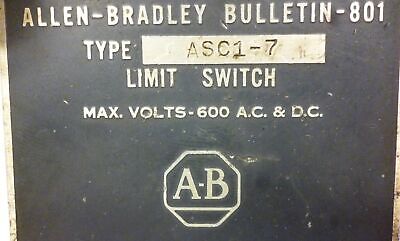 ALLEN-BRADLEY BULLETIN-801
TYPE ASC1-7
LIMIT SWITCH
MAX. VOLTS-600 A.C. & D.C.
A-B